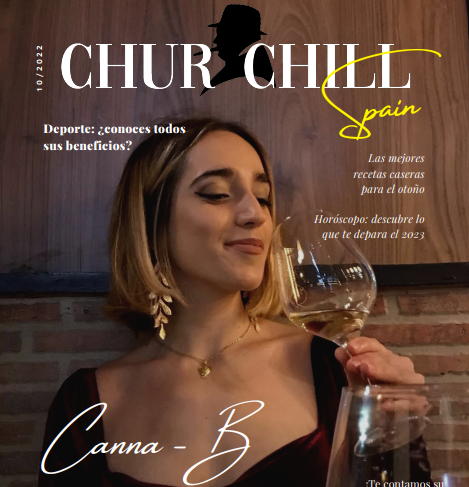 10/2022
CHURCHILL
Spain
Deporte: ¿conoces todos
sus beneficios?
Las mejores
recetas caseras
para el otoño
Horóscopo: descubre lo
que te depara el 2023
Canna - B
¡Te contamos su